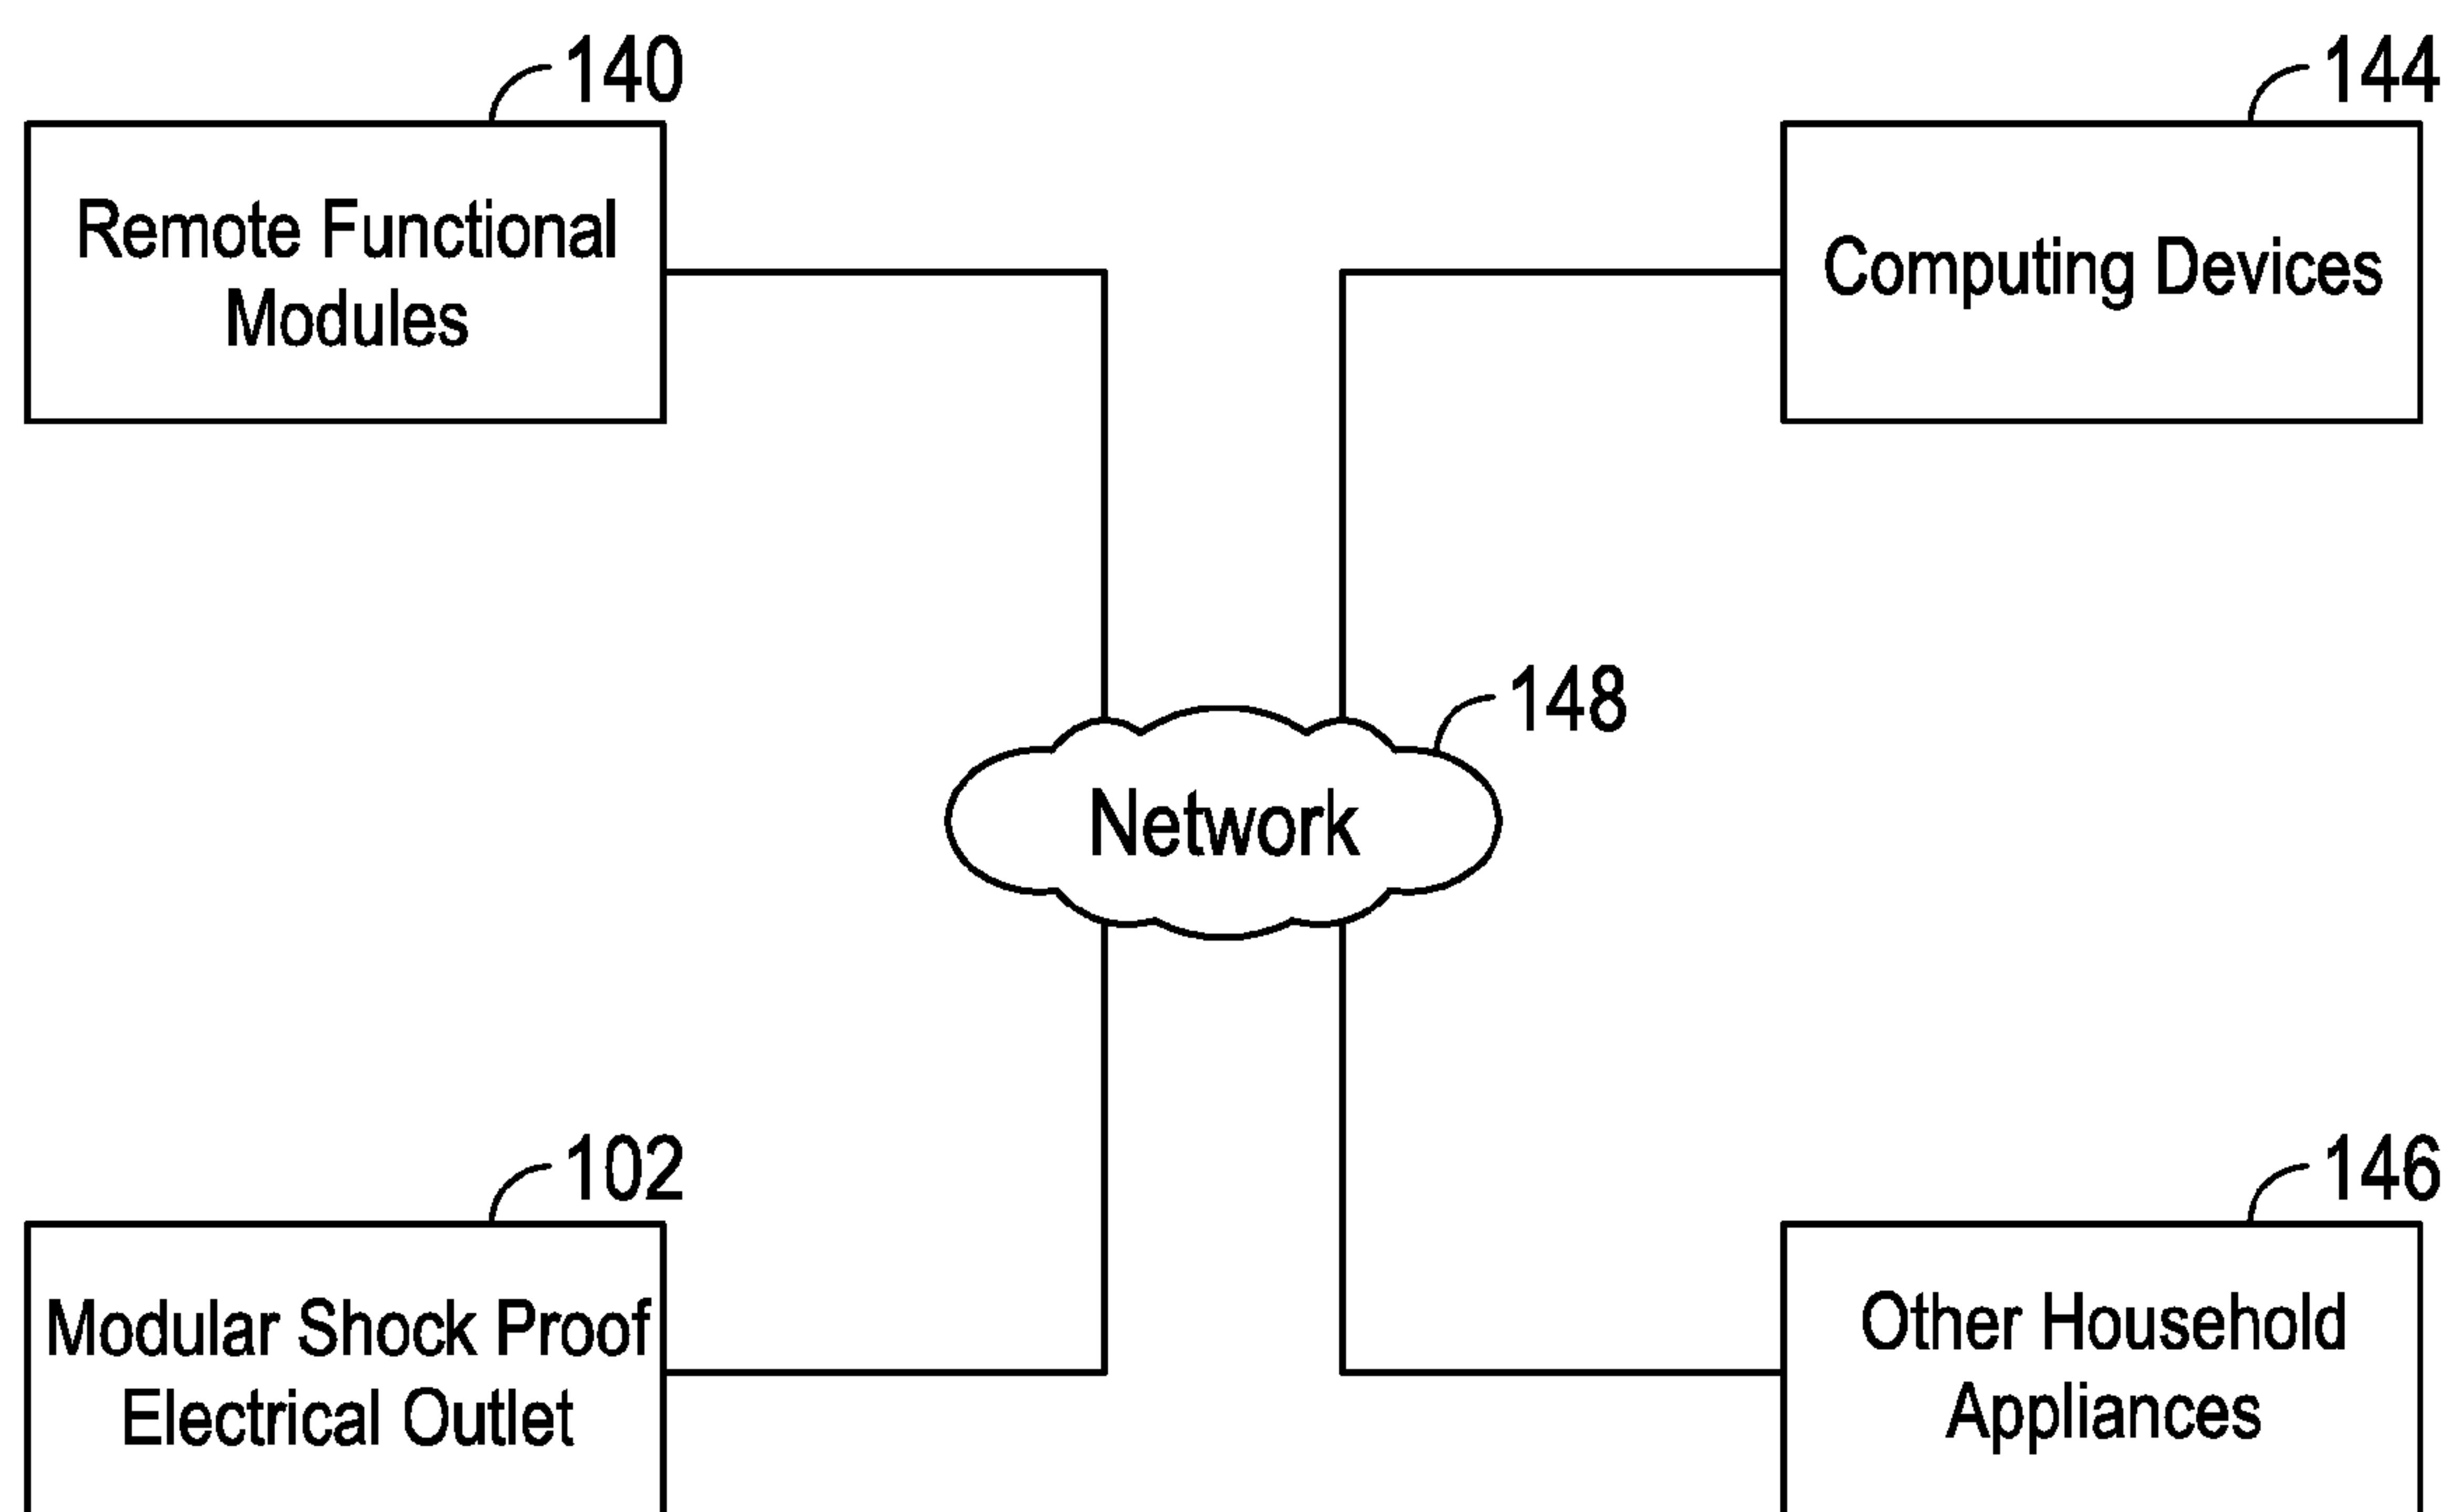 140
Remote Functional
Modules
144
Computing Devices
148
Network
102
Modular Shock Proof
Electrical Outlet
146
Other Household
Appliances